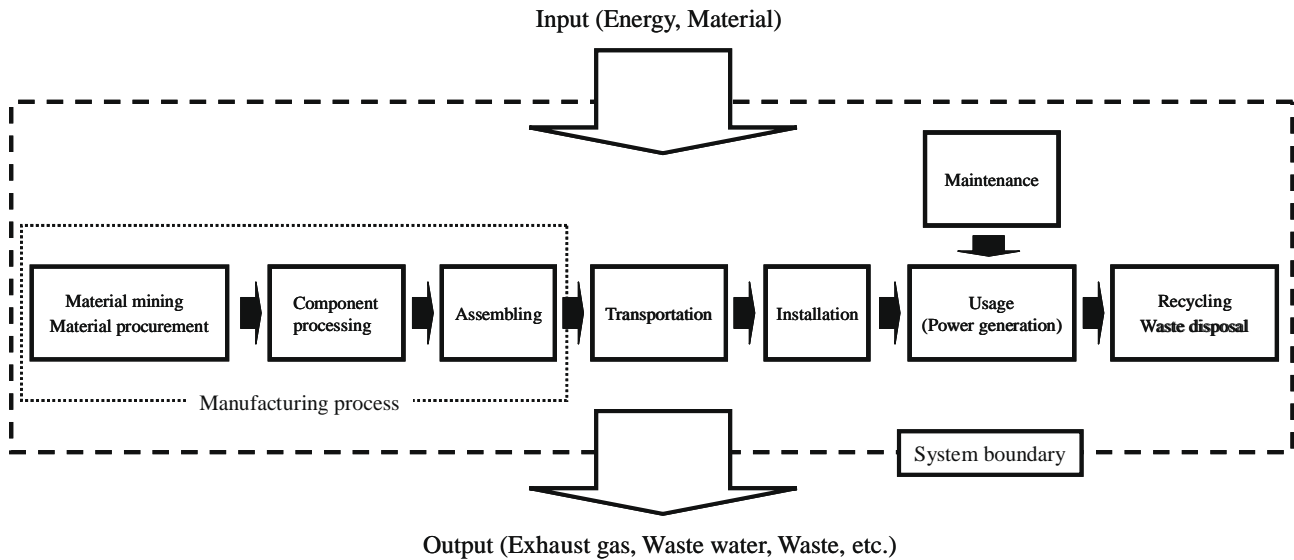 Input (Energy, Material)
Maintenance
Material mining
Material procurement
Component
processing
Assembling
Transportation
Installation
Usage
(Power generation)
Recycling
Waste disposal
Manufacturing process
System boundary
Output (Exhaust gas, Waste water, Waste, etc.)